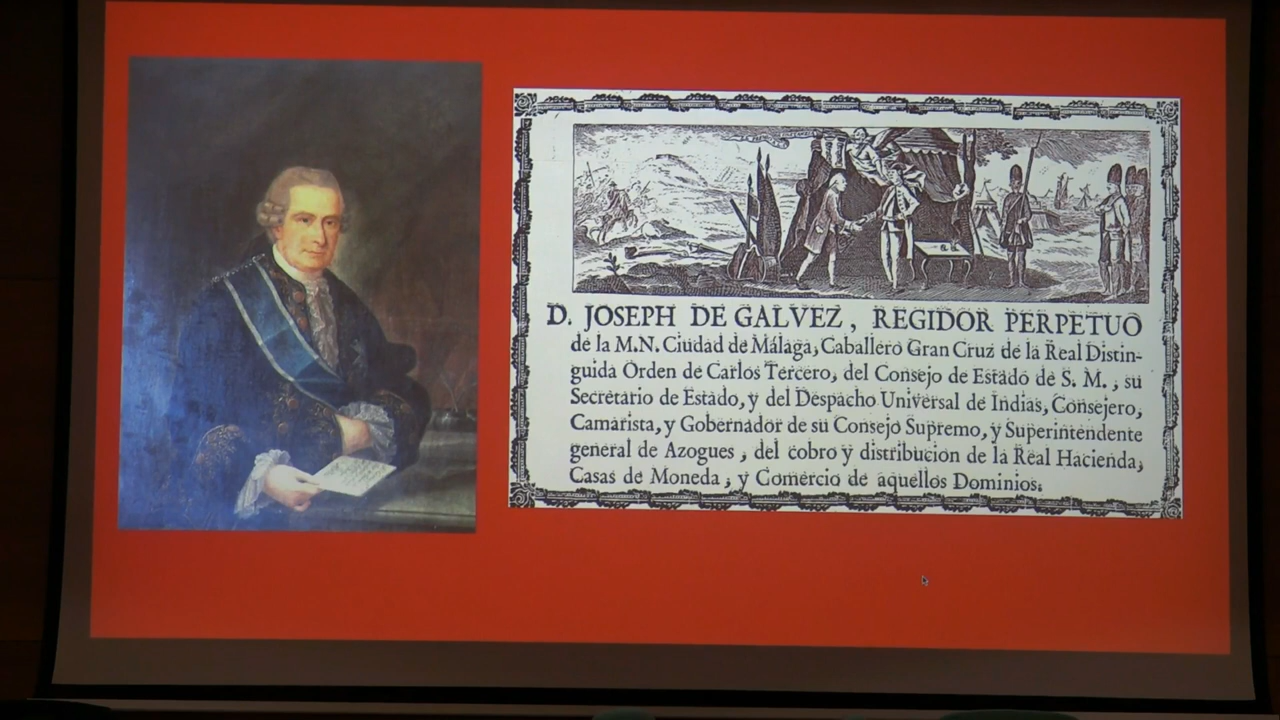 D. JOSEPH DE GALVEZ, REGIDOR PERPETUO
de la M.N. Ciudad de Málaga, Caballero Gran Cruz de la Real Distin-
guida Orden de Carlos Tercero, del Consejo de Estado de S. M., su
Secretario de Estado, y del Despacho Universal de Indias, Consejero,
Camarista, y Gobernador de su Consejo Supremo, y Superintendente
general de Azogues, del cobro y distribucion de la Real Hacienda,
Casas de Moneda, y Comercio de aquellos Dominios.